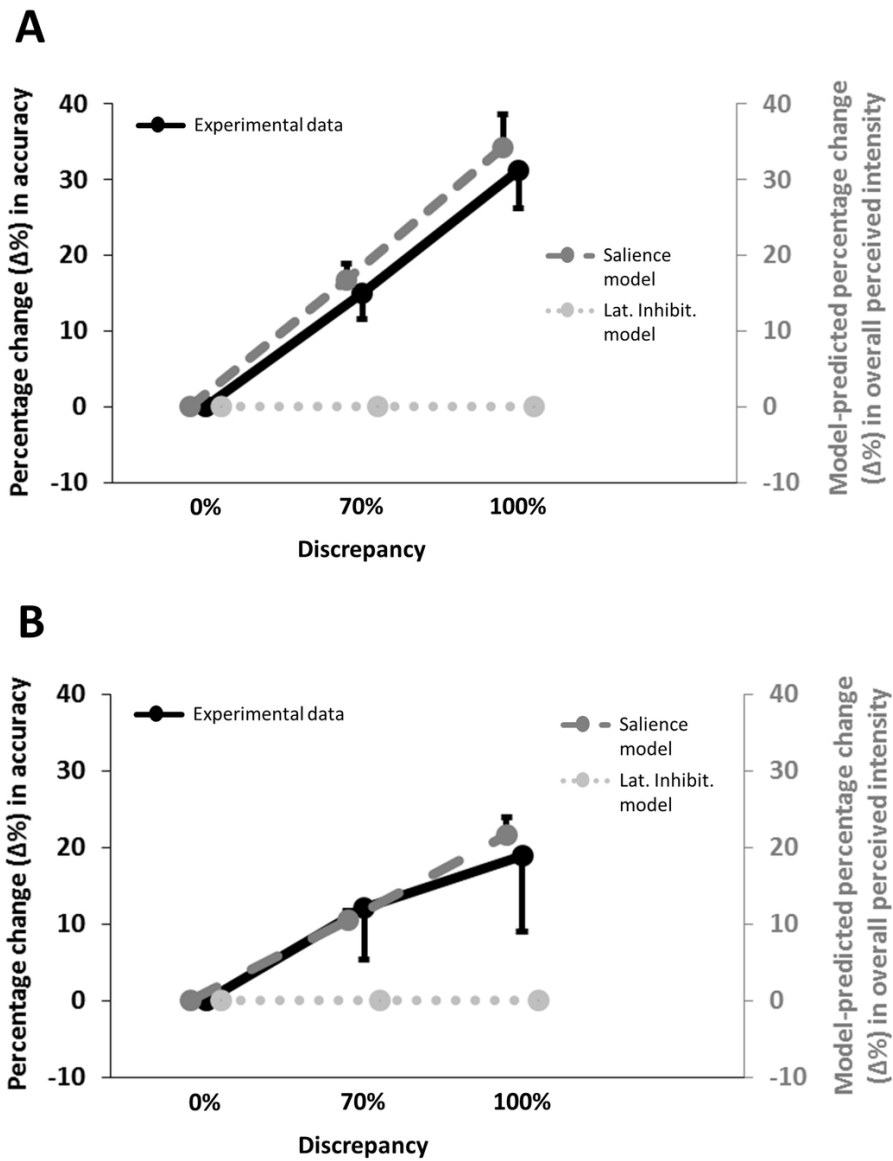 A
Percentage change (Δ%) in accuracy
40
30
20
10
0
-10
Experimental data
Salience
model
Lat. Inhibit.
model
40
30
20
10
0
-10
Model-predicted percentage change
(Δ%) in overall perceived intensity
0%
70%
100%
Discrepancy
B
Percentage change (Δ%) in accuracy
40
30
20
10
0
-10
Experimental data
Salience
model
Lat. Inhibit.
model
40
30
20
10
0
-10
Model-predicted percentage change
(Δ%) in overall perceived intensity
0%
70%
100%
Discrepancy